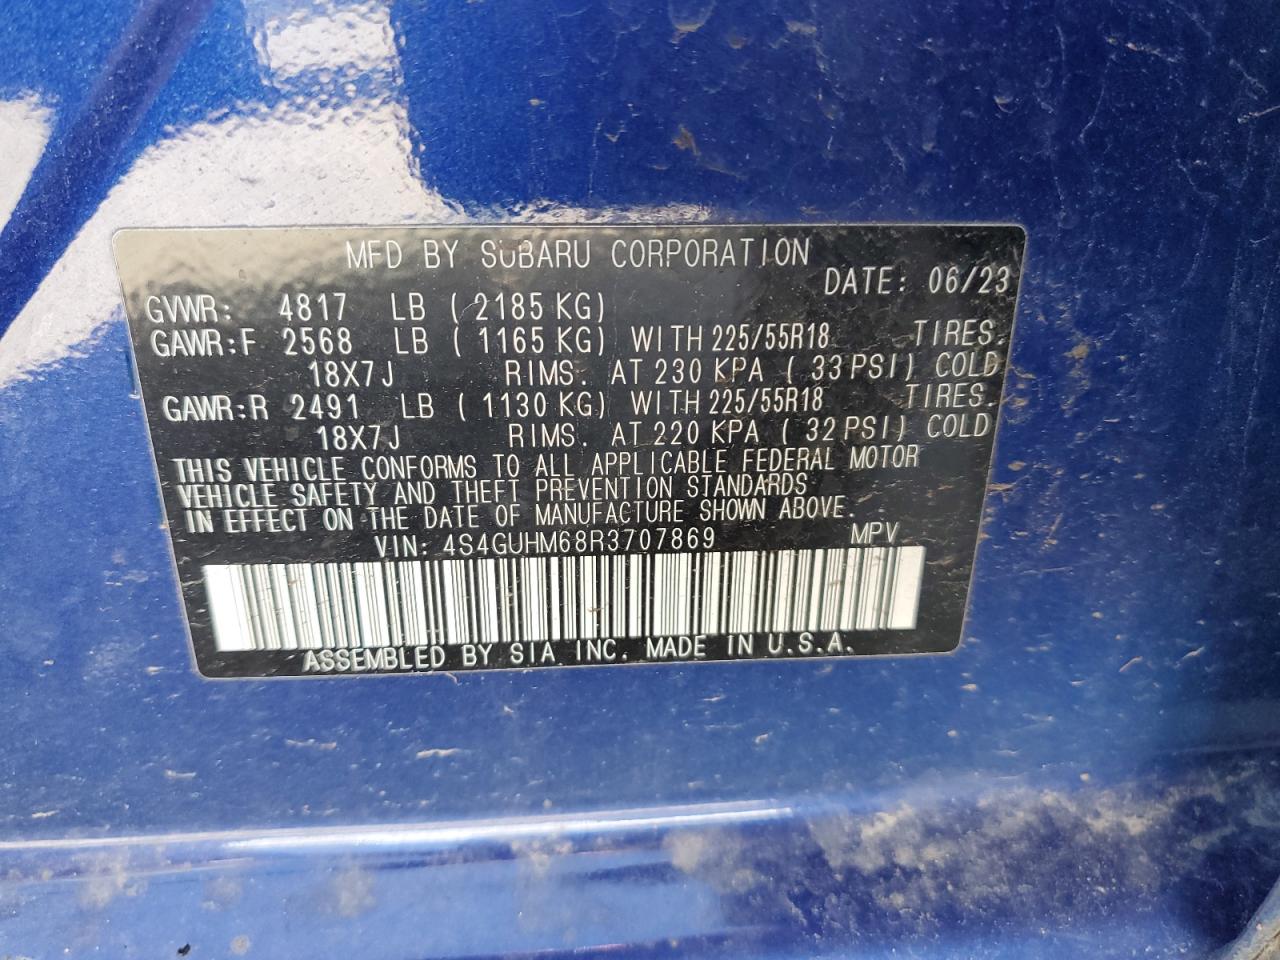 MFD BY SUBARU CORPORATION
DATE: 06/23
GVWR: 4817 LB ( 2185 KG)
GAWR:F 2568 LB ( 1165 KG) WITH 225/55R18 TIRES.
18X7J RIMS. AT 230 KPA ( 33 PSI) COLD
GAWR:R 2491 LB ( 1130 KG) WITH 225/55R18 TIRES.
18X7J RIMS. AT 220 KPA ( 32 PSI) COLD
THIS VEHICLE CONFORMS TO ALL APPLICABLE FEDERAL MOTOR
VEHICLE SAFETY AND THEFT PREVENTION STANDARDS
IN EFFECT ON THE DATE OF MANUFACTURE SHOWN ABOVE.
VIN: 4S4GUHM68R3707869 MPV
ASSEMBLED BY SIA INC. MADE IN U.S.A.